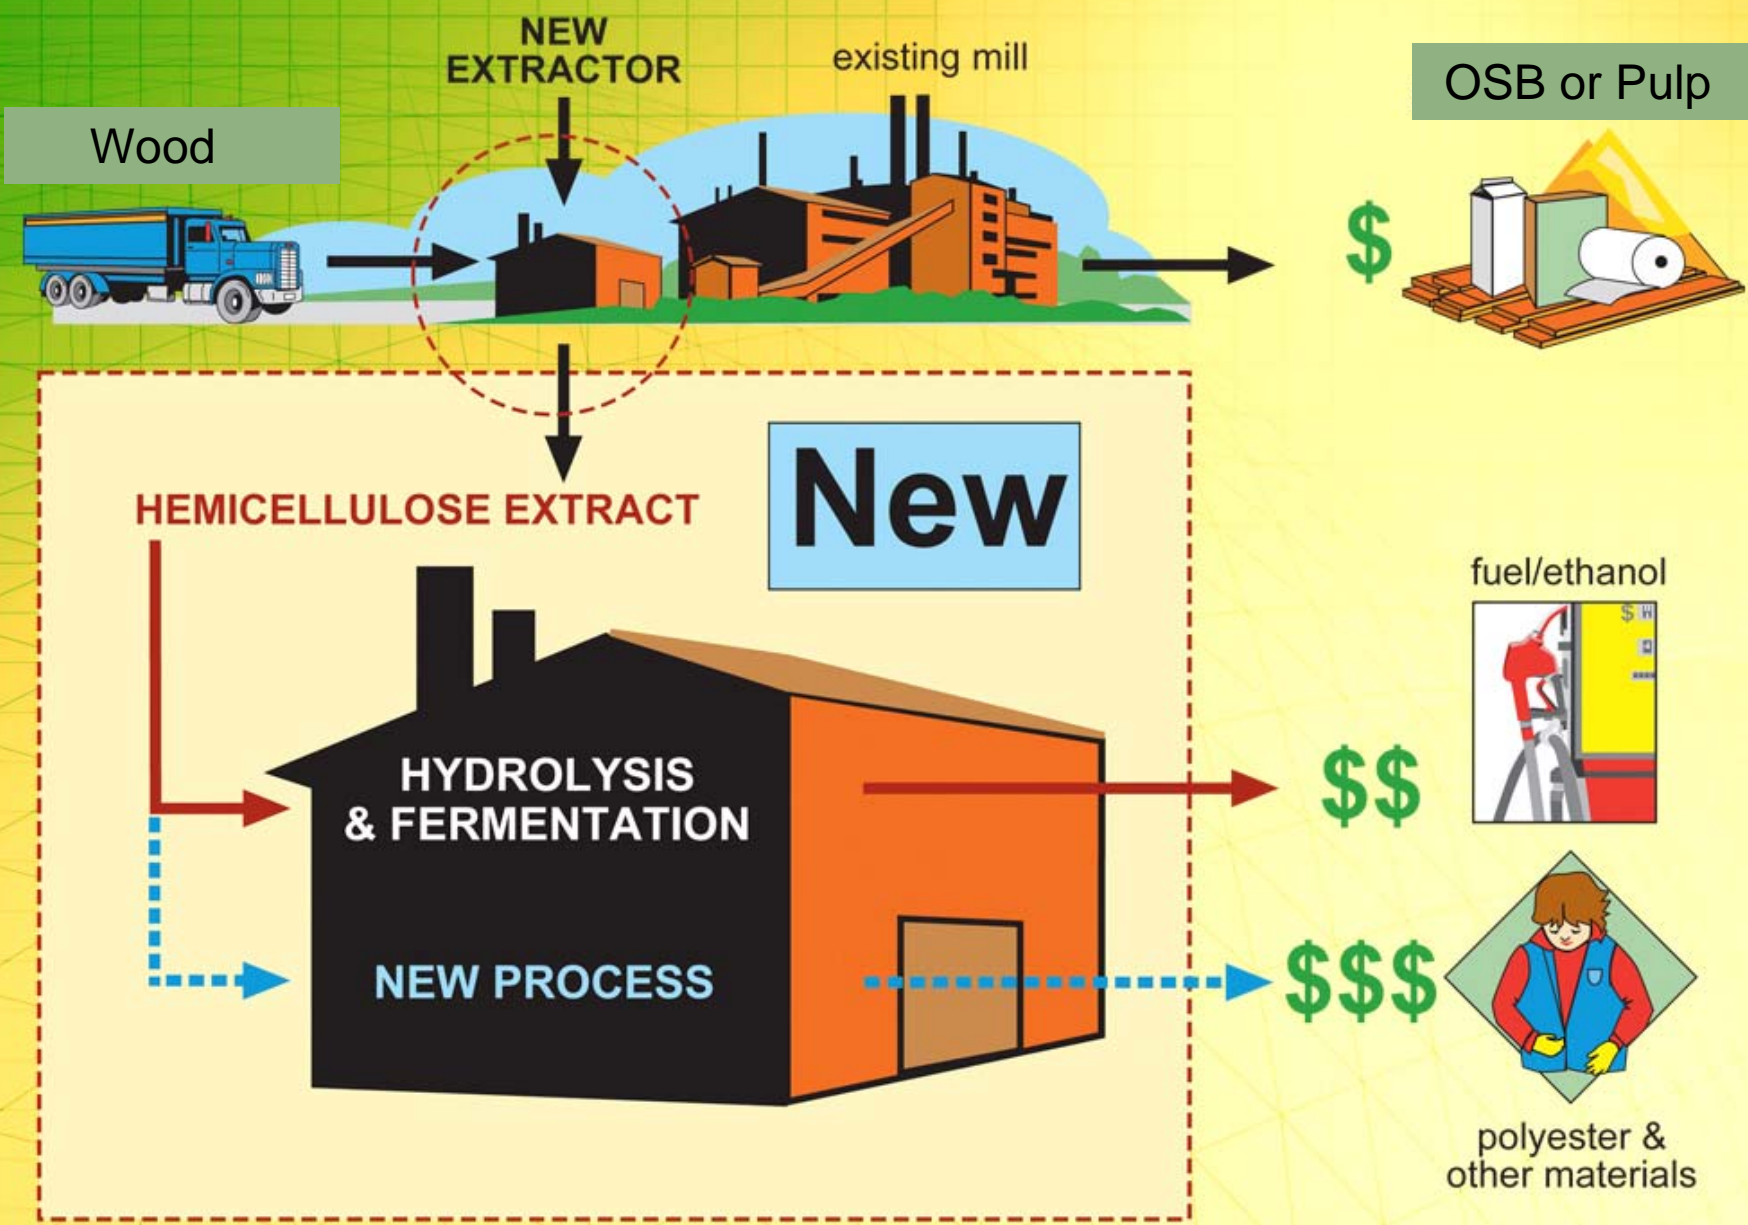 NEW
EXTRACTOR
existing mill
OSB or Pulp
Wood
$
HEMICELLULOSE EXTRACT
New
fuel/ethanol
$
HYDROLYSIS
& FERMENTATION
$$
NEW PROCESS
$$$
polyester &
other materials